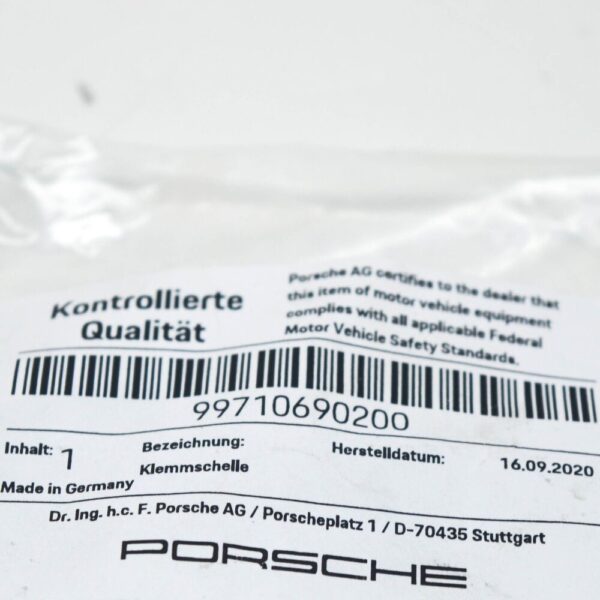 Kontrollierte
Qualität
Porsche AG certifies to the dealer that
this item of motor vehicle equipment
complies with all applicable Federal
Motor Vehicle Safety Standards.
99710690200
Inhalt: 1
Bezeichnung:
Klemmschelle
Herstelldatum: 16.09.2020
Made in Germany
Dr. Ing. h.c. F. Porsche AG / Porscheplatz 1 / D-70435 Stuttgart
PORSCHE